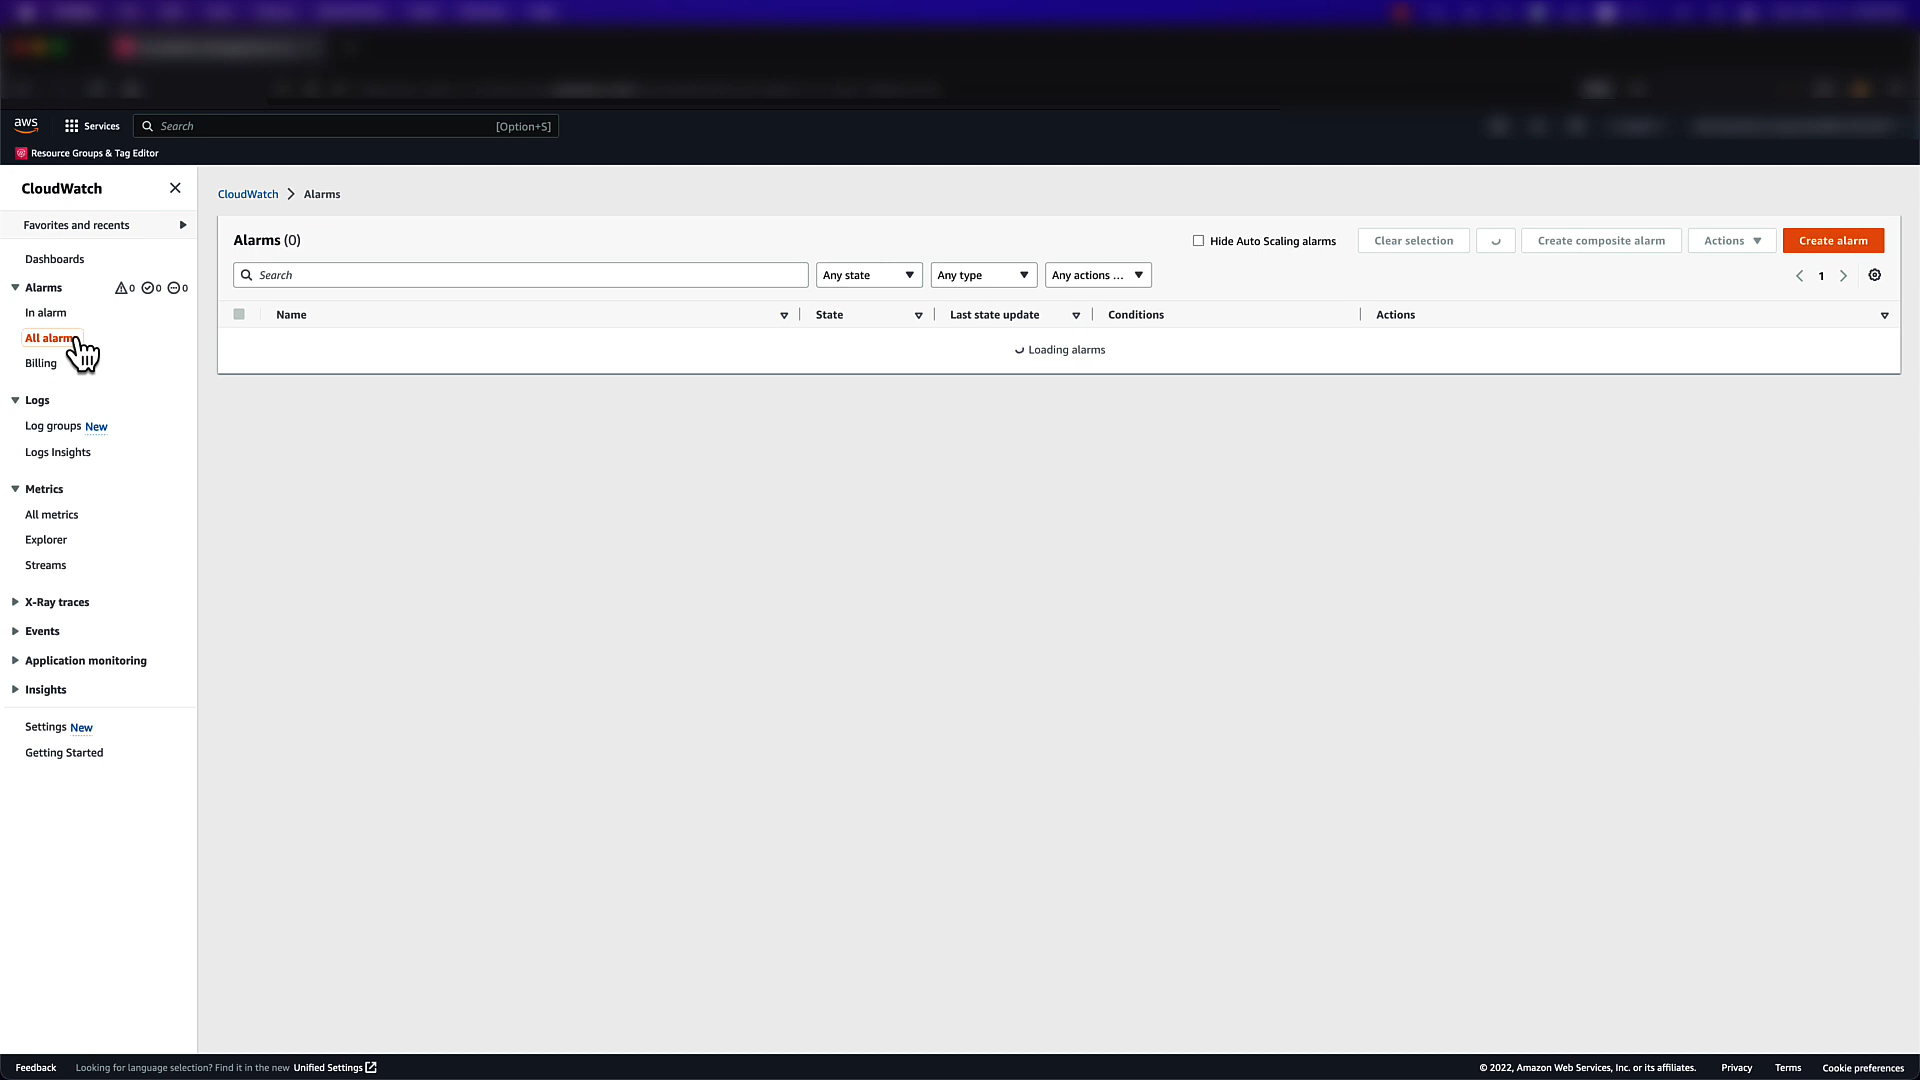 aws
Services
Search
[Option+S]
Resource Groups & Tag Editor
CloudWatch
Favorites and recents
Dashboards
Alarms 0 0 0
In alarm
All alarm
Billing
Logs
Log groups New
Logs Insights
Metrics
All metrics
Explorer
Streams
X-Ray traces
Events
Application monitoring
Insights
Settings New
Getting Started
CloudWatch Alarms
Alarms (0)
Hide Auto Scaling alarms
Clear selection
Create composite alarm
Actions
Create alarm
Search
Any state
Any type
Any actions ...
1
Name
State
Last state update
Conditions
Actions
Loading alarms
Feedback
Looking for language selection? Find it in the new Unified Settings
© 2022, Amazon Web Services, Inc. or its affiliates.
Privacy
Terms
Cookie preferences